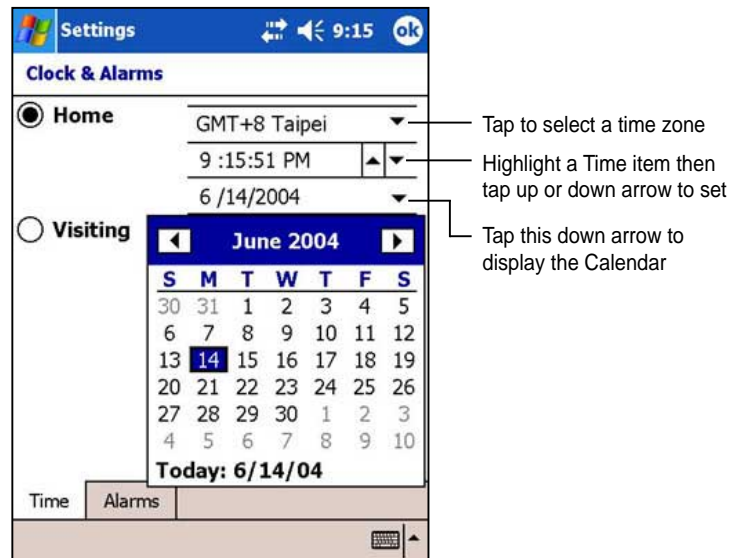 Settings 9:15 ok
Clock & Alarms
Home
GMT+8 Taipei
9 :15:51 PM
6 /14/2004
Visiting
June 2004
S M T W T F S
30 31 1 2 3 4 5
6 7 8 9 10 11 12
13 14 15 16 17 18 19
20 21 22 23 24 25 26
27 28 29 30 1 2 3
4 5 6 7 8 9 10
Today: 6/14/04
Time Alarms
Tap to select a time zone
Highlight a Time item then
tap up or down arrow to set
Tap this down arrow to
display the Calendar